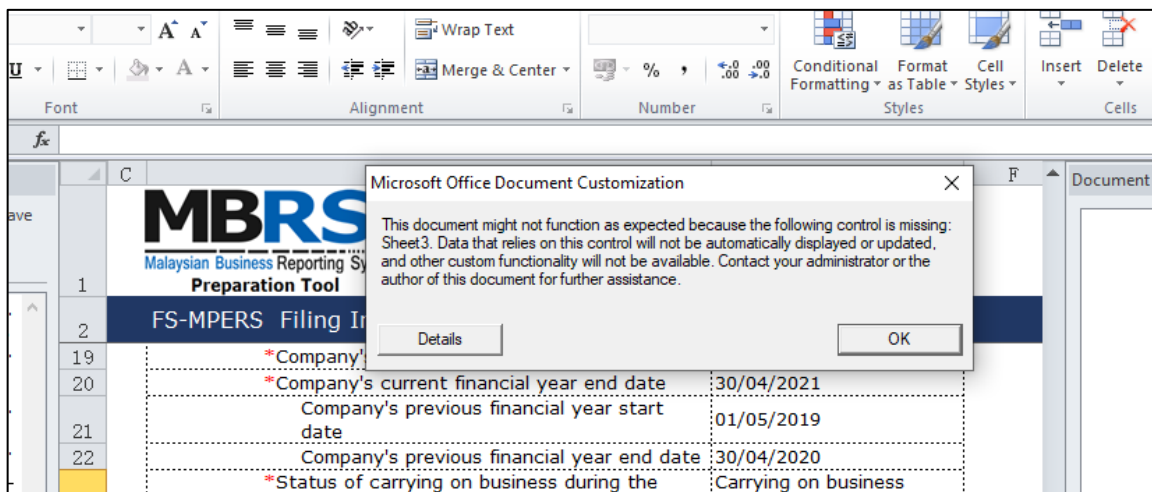 A A Wrap Text
U A Merge & Center % , .0 .00 .00 .0 Conditional Formatting Format as Table Cell Styles Insert Delete
Font Alignment Number Styles Cells
fx
C F
ave
Document
MBRS
Malaysian Business Reporting Sy
Preparation Tool
1
Microsoft Office Document Customization
This document might not function as expected because the following control is missing:
Sheet3. Data that relies on this control will not be automatically displayed or updated,
and other custom functionality will not be available. Contact your administrator or the
author of this document for further assistance.
Details OK
2 FS-MPERS Filing In
19 *Company's
20 *Company's current financial year end date 30/04/2021
Company's previous financial year start
21 date 01/05/2019
22 Company's previous financial year end date 30/04/2020
*Status of carrying on business during the Carrying on business